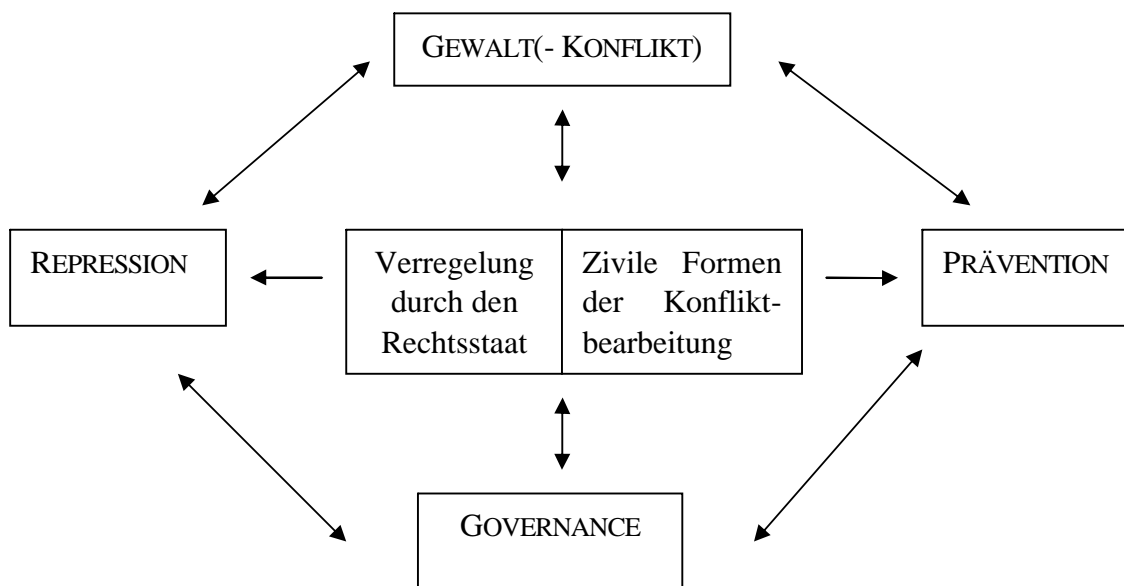 GEWALT(- KONFLIKT)
REPRESSION
Verregelung
durch den
Rechtsstaat
Zivile Formen
der Konflikt-
bearbeitung
PRÄVENTION
GOVERNANCE